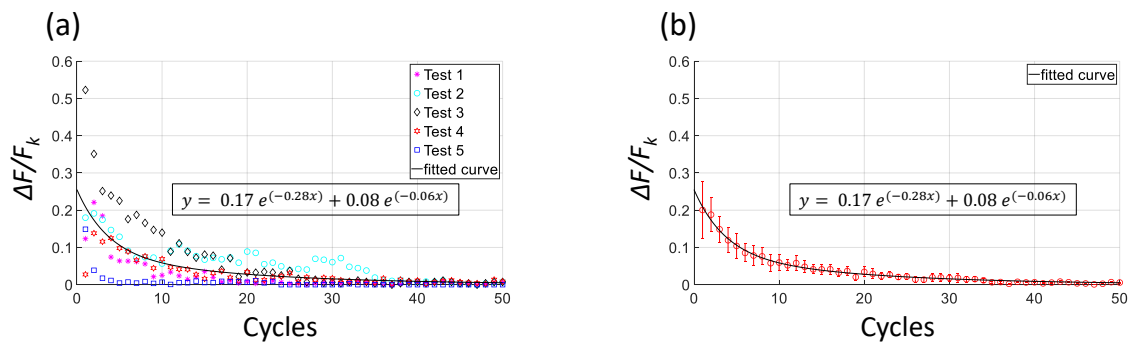 (a)
ΔF/F_k
0.6
0.5
0.4
0.3
0.2
0.1
0
0 10 20 30 40 50
Cycles
Test 1
Test 2
Test 3
Test 4
Test 5
fitted curve
y = 0.17 e^(−0.28x) + 0.08 e^(−0.06x)
(b)
ΔF/F_k
0.6
0.5
0.4
0.3
0.2
0.1
0
0 10 20 30 40 50
Cycles
fitted curve
y = 0.17 e^(−0.28x) + 0.08 e^(−0.06x)